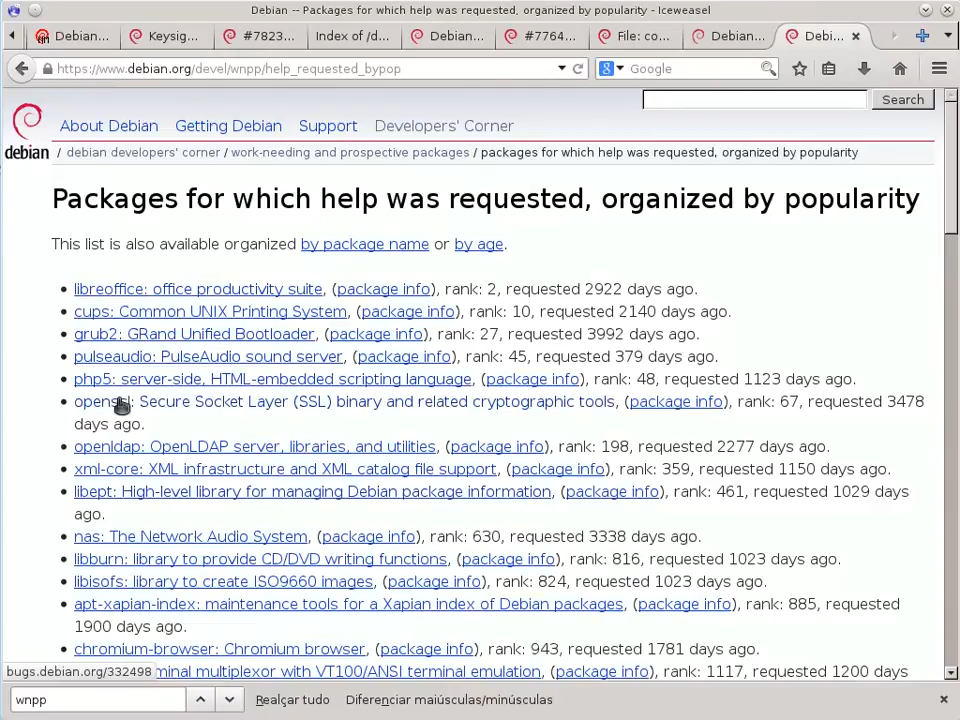 Debian -- Packages for which help was requested, organized by popularity - Iceweasel
Debian... Keysig... #7823... Index of /d... Debian... #7764... File: co... Debian... Debi...
https://www.debian.org/devel/wnpp/help_requested_bypop
Google
Search
About Debian Getting Debian Support Developers' Corner
debian / debian developers' corner / work-needing and prospective packages / packages for which help was requested, organized by popularity
Packages for which help was requested, organized by popularity
This list is also available organized by package name or by age.
• libreoffice: office productivity suite, (package info), rank: 2, requested 2922 days ago.
• cups: Common UNIX Printing System, (package info), rank: 10, requested 2140 days ago.
• grub2: GRand Unified Bootloader, (package info), rank: 27, requested 3992 days ago.
• pulseaudio: PulseAudio sound server, (package info), rank: 45, requested 379 days ago.
• php5: server-side, HTML-embedded scripting language, (package info), rank: 48, requested 1123 days ago.
• openssl: Secure Socket Layer (SSL) binary and related cryptographic tools, (package info), rank: 67, requested 3478
days ago.
• openldap: OpenLDAP server, libraries, and utilities, (package info), rank: 198, requested 2277 days ago.
• xml-core: XML infrastructure and XML catalog file support, (package info), rank: 359, requested 1150 days ago.
• libept: High-level library for managing Debian package information, (package info), rank: 461, requested 1029 days
ago.
• nas: The Network Audio System, (package info), rank: 630, requested 3338 days ago.
• libburn: library to provide CD/DVD writing functions, (package info), rank: 816, requested 1023 days ago.
• libisofs: library to create ISO9660 images, (package info), rank: 824, requested 1023 days ago.
• apt-xapian-index: maintenance tools for a Xapian index of Debian packages, (package info), rank: 885, requested
1900 days ago.
• chromium-browser: Chromium browser, (package info), rank: 943, requested 1781 days ago.
bugs.debian.org/332498 minal multiplexor with VT100/ANSI terminal emulation, (package info), rank: 1117, requested 1200 days
wnpp Realçar tudo Diferenciar maiúsculas/minúsculas